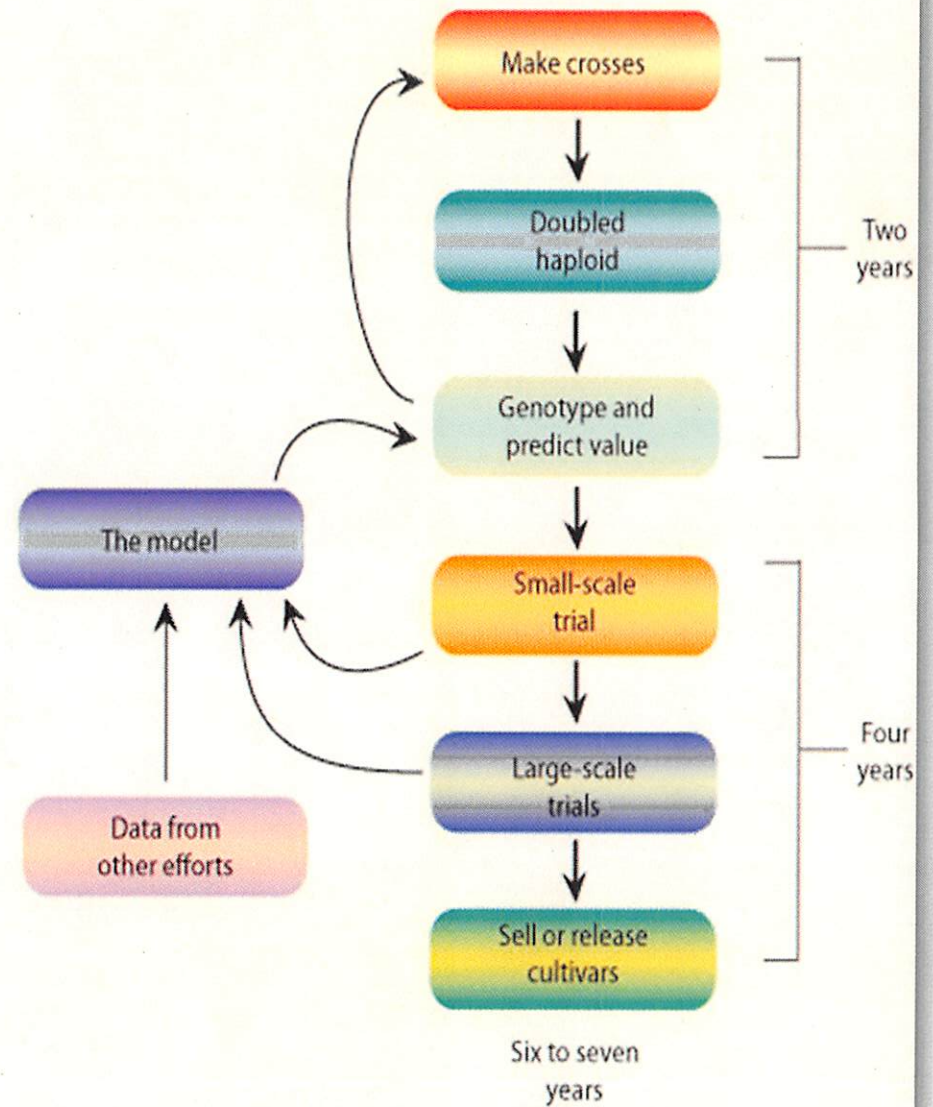 Make crosses
Doubled
haploid
Two
years
Genotype and
predict value
The model
Small-scale
trial
Large-scale
trials
Four
years
Data from
other efforts
Sell or release
cultivars
Six to seven
years